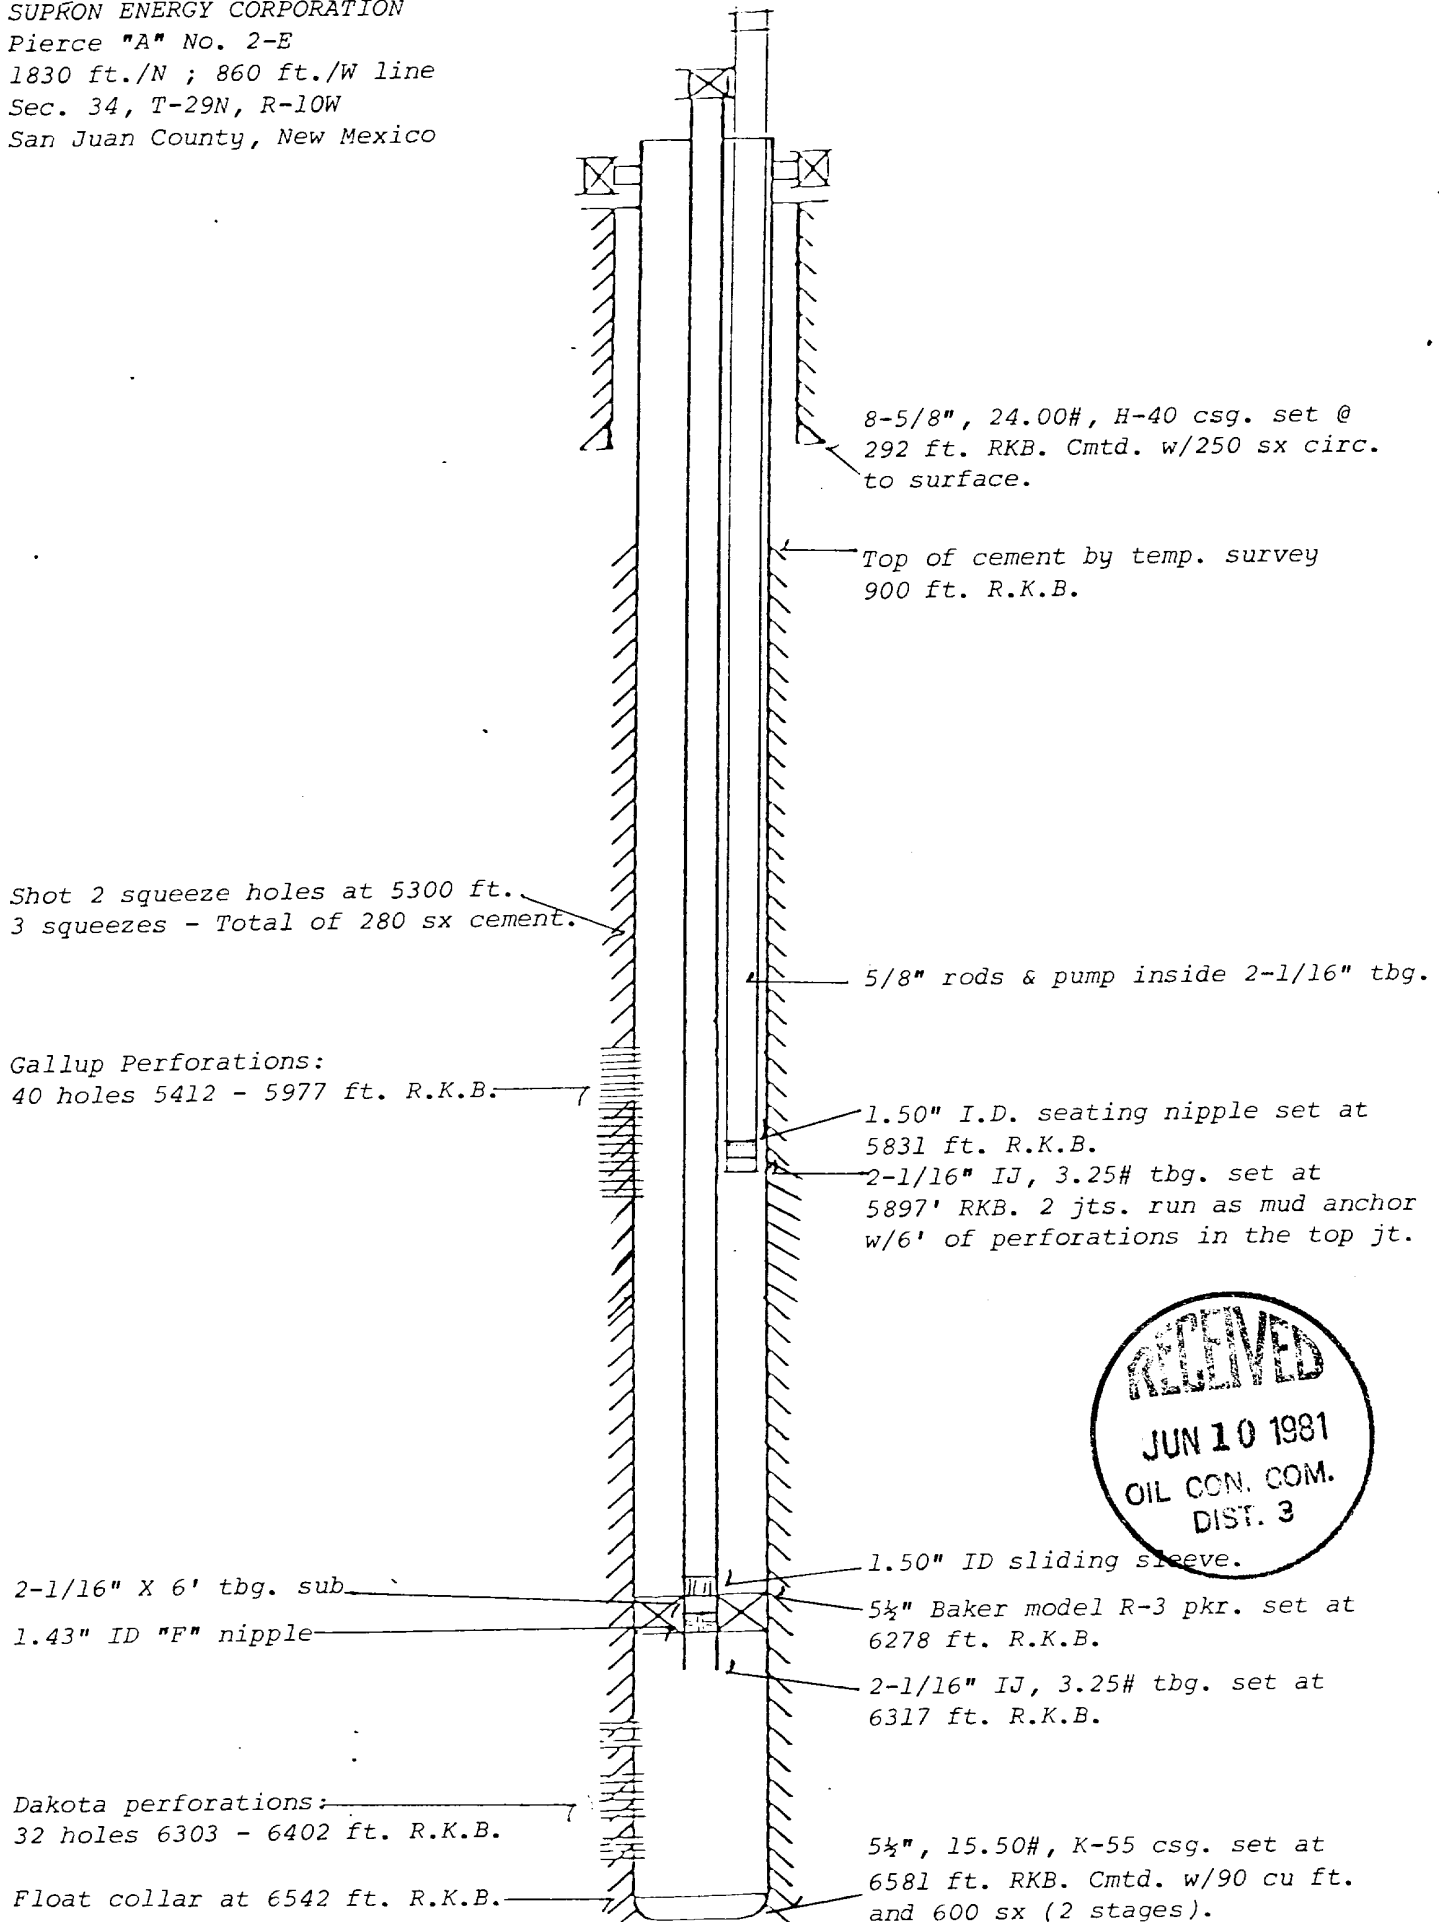 SUPRON ENERGY CORPORATION
Pierce "A" No. 2-E
1830 ft./N ; 860 ft./W line
Sec. 34, T-29N, R-10W
San Juan County, New Mexico
8-5/8", 24.00#, H-40 csg. set @
292 ft. RKB. Cmtd. w/250 sx circ.
to surface.
Top of cement by temp. survey
900 ft. R.K.B.
Shot 2 squeeze holes at 5300 ft.
3 squeezes - Total of 280 sx cement.
5/8" rods & pump inside 2-1/16" tbg.
Gallup Perforations:
40 holes 5412 - 5977 ft. R.K.B.
1.50" I.D. seating nipple set at
5831 ft. R.K.B.
2-1/16" IJ, 3.25# tbg. set at
5897' RKB. 2 jts. run as mud anchor
w/6' of perforations in the top jt.
RECEIVED
JUN 10 1981
OIL CON. COM.
DIST. 3
1.50" ID sliding sleeve.
2-1/16" X 6' tbg. sub
5½" Baker model R-3 pkr. set at
6278 ft. R.K.B.
1.43" ID "F" nipple
2-1/16" IJ, 3.25# tbg. set at
6317 ft. R.K.B.
Dakota perforations:
32 holes 6303 - 6402 ft. R.K.B.
5½", 15.50#, K-55 csg. set at
6581 ft. RKB. Cmtd. w/90 cu ft.
and 600 sx (2 stages).
Float collar at 6542 ft. R.K.B.